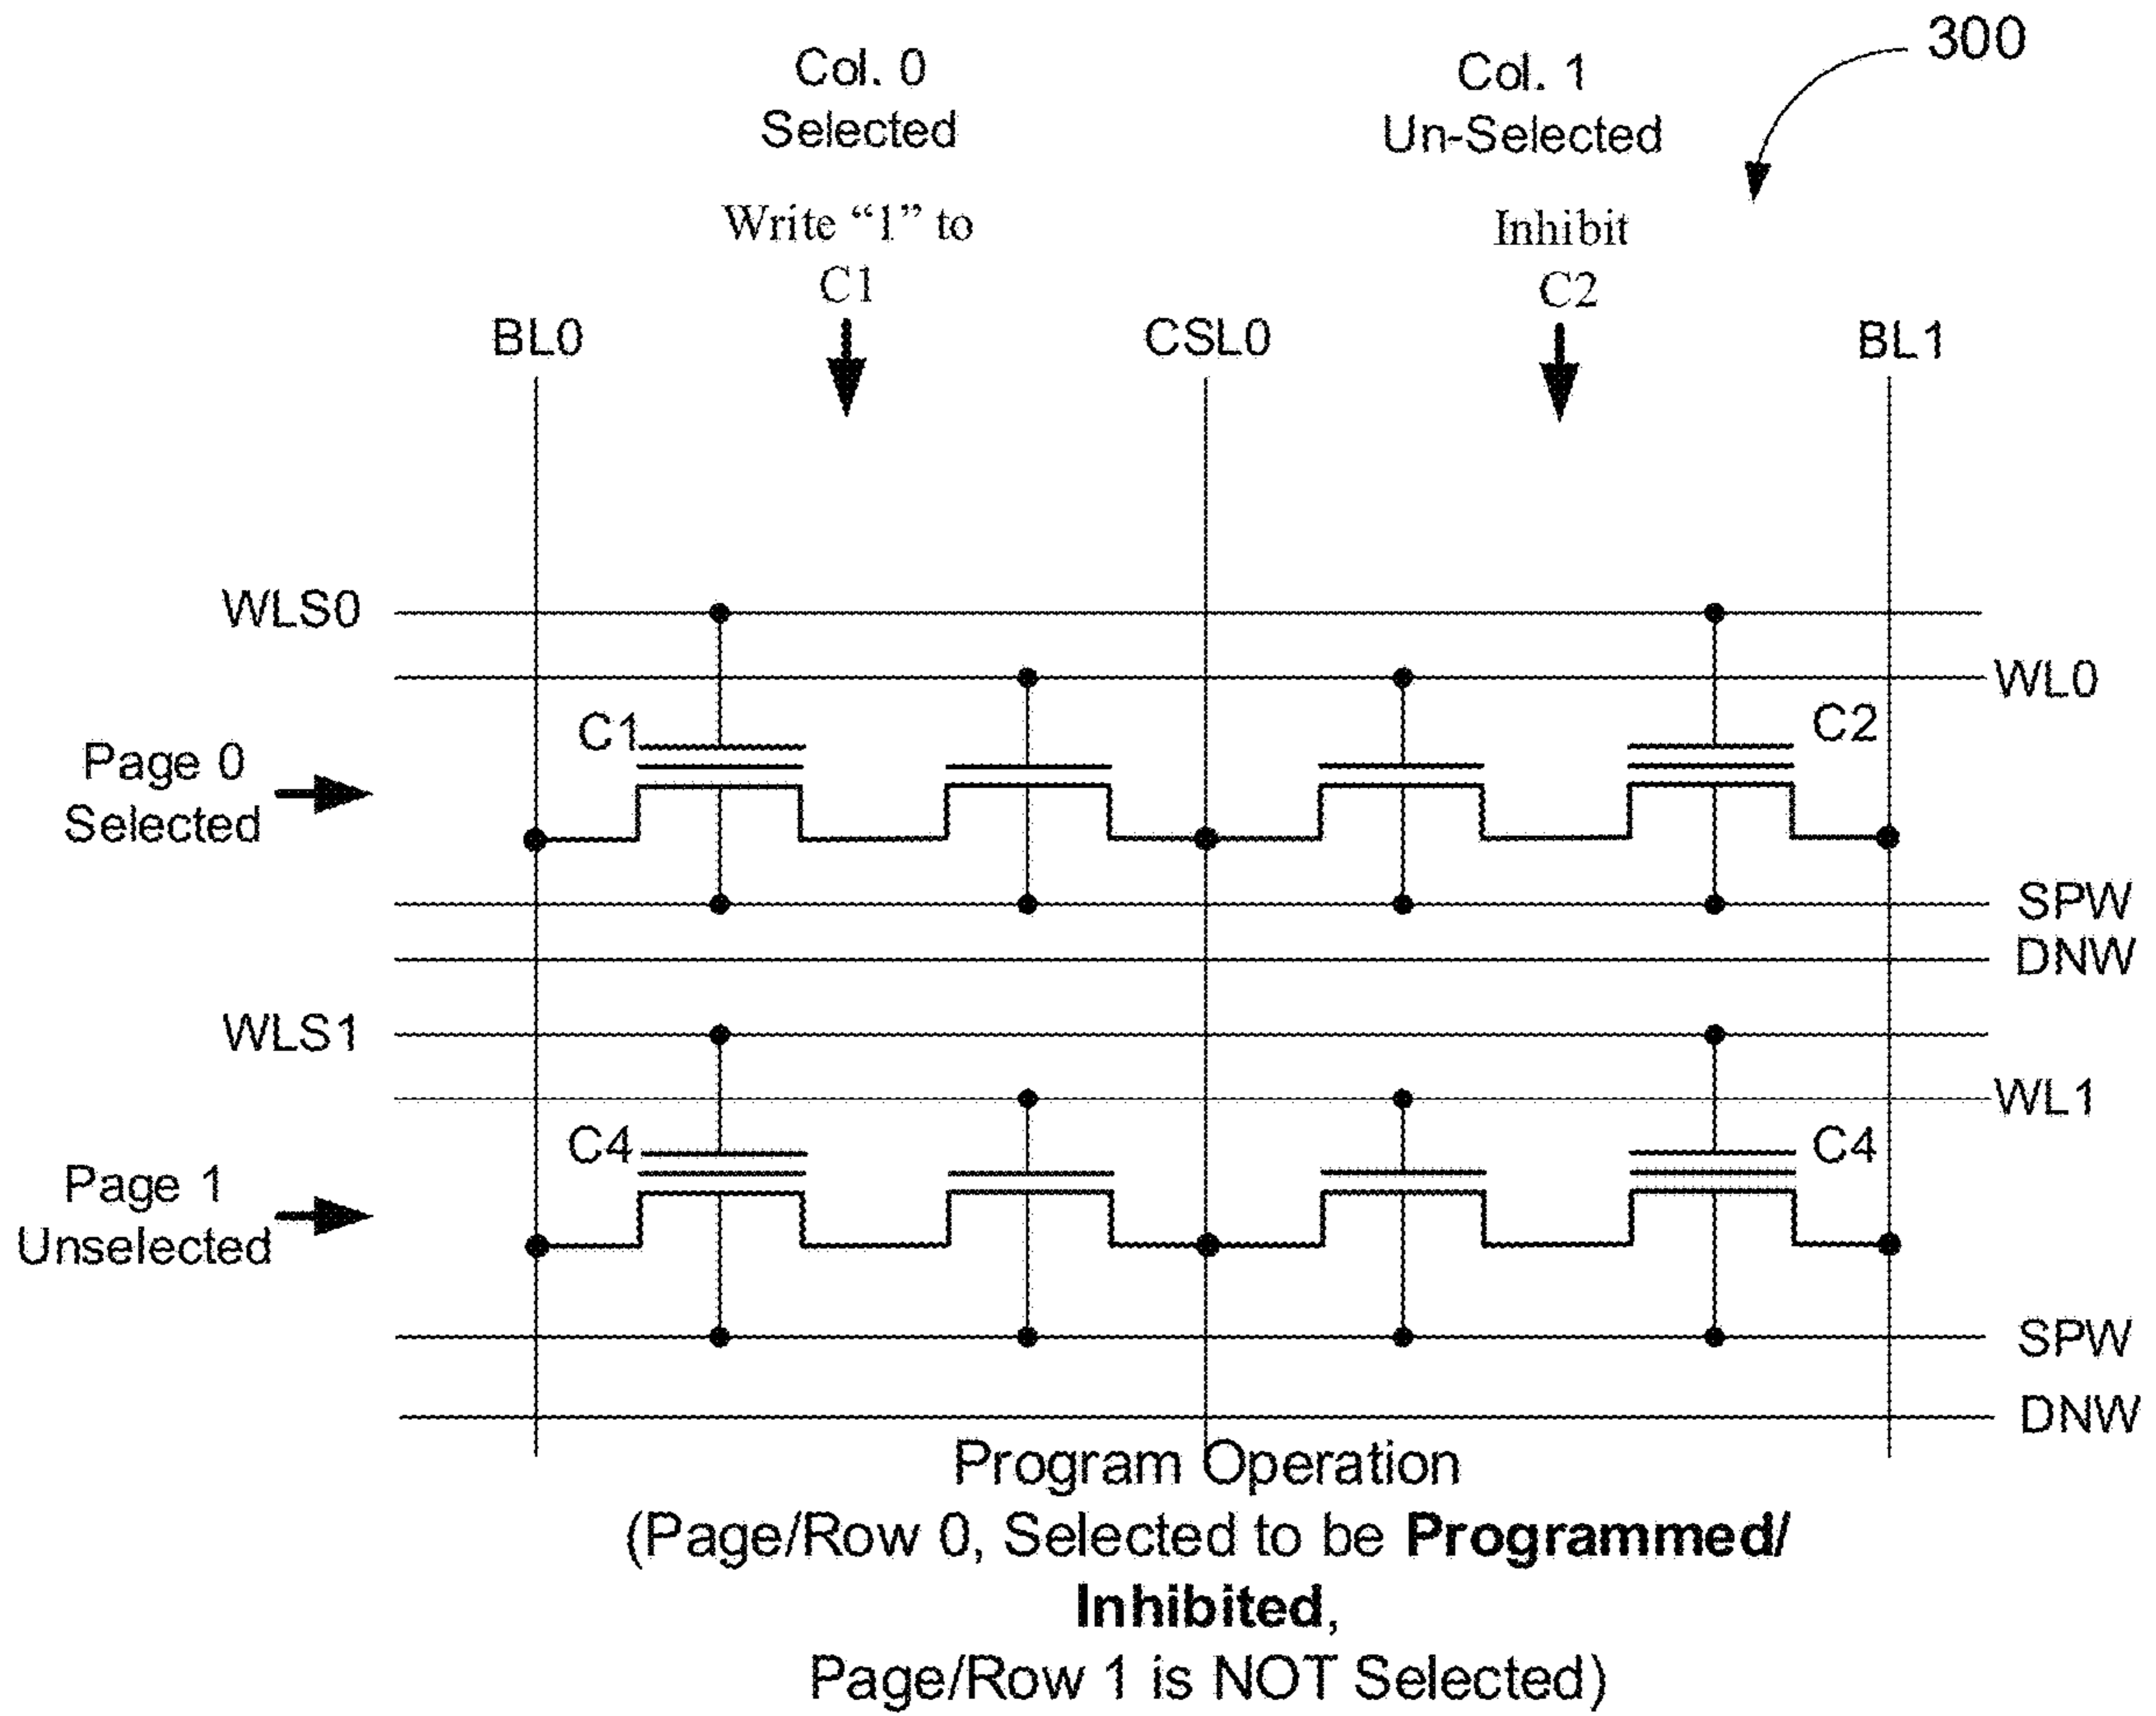 300
Col. 0
Selected
Col. 1
Un-Selected
Write “1” to
C1
Inhibit
C2
BL0
CSL0
BL1
WLS0
WL0
C1
C2
Page 0
Selected
SPW
DNW
WLS1
WL1
C4
C4
Page 1
Unselected
SPW
DNW
Program Operation
(Page/Row 0, Selected to be Programmed/
Inhibited,
Page/Row 1 is NOT Selected)